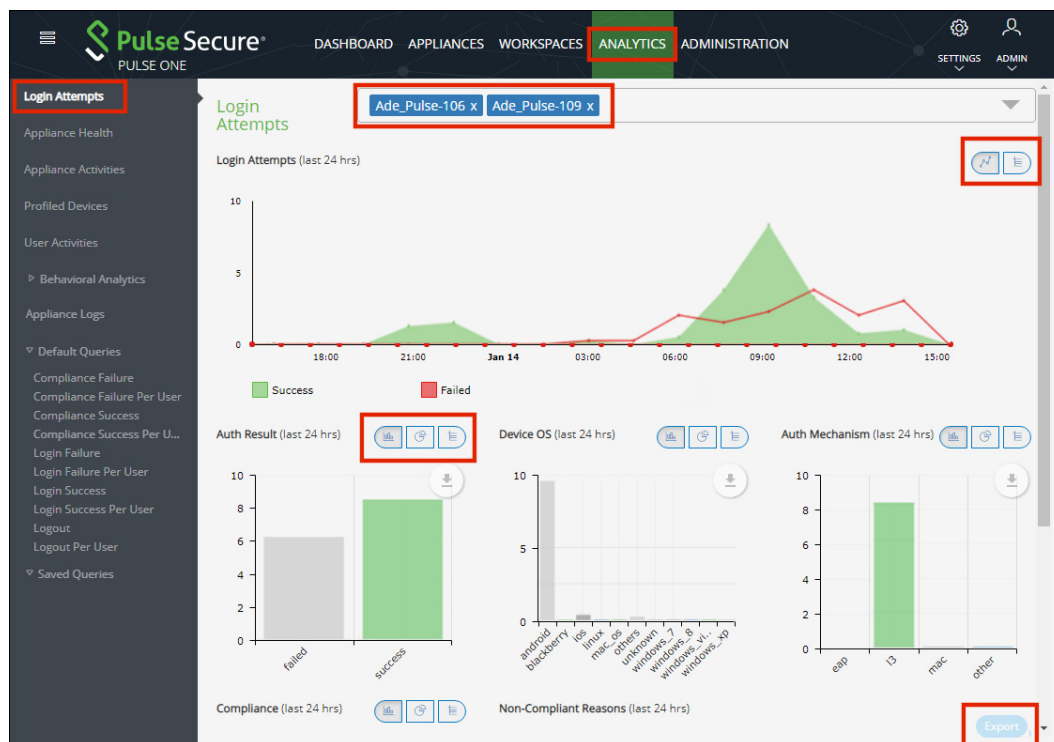 Pulse Secure®
PULSE ONE
DASHBOARD APPLIANCES WORKSPACES ANALYTICS ADMINISTRATION
SETTINGS ADMIN
Login Attempts
Appliance Health
Appliance Activities
Profiled Devices
User Activities
Behavioral Analytics
Appliance Logs
Default Queries
Compliance Failure
Compliance Failure Per User
Compliance Success
Compliance Success Per U...
Login Failure
Login Failure Per User
Login Success
Login Success Per User
Logout
Logout Per User
Saved Queries
Login
Attempts
Ade_Pulse-106 x Ade_Pulse-109 x
Login Attempts (last 24 hrs)
10
5
0
18:00 21:00 Jan 14 03:00 06:00 09:00 12:00 15:00
Success Failed
Auth Result (last 24 hrs)
10
8
6
4
2
0
failed success
Device OS (last 24 hrs)
10
5
0
android blackberry ios linux mac_os others unknown windows_7 windows_8 windows_vi.. windows_xp
Auth Mechanism (last 24 hrs)
10
8
6
4
2
0
eap l3 mac other
Compliance (last 24 hrs)
Non-Compliant Reasons (last 24 hrs)
Export